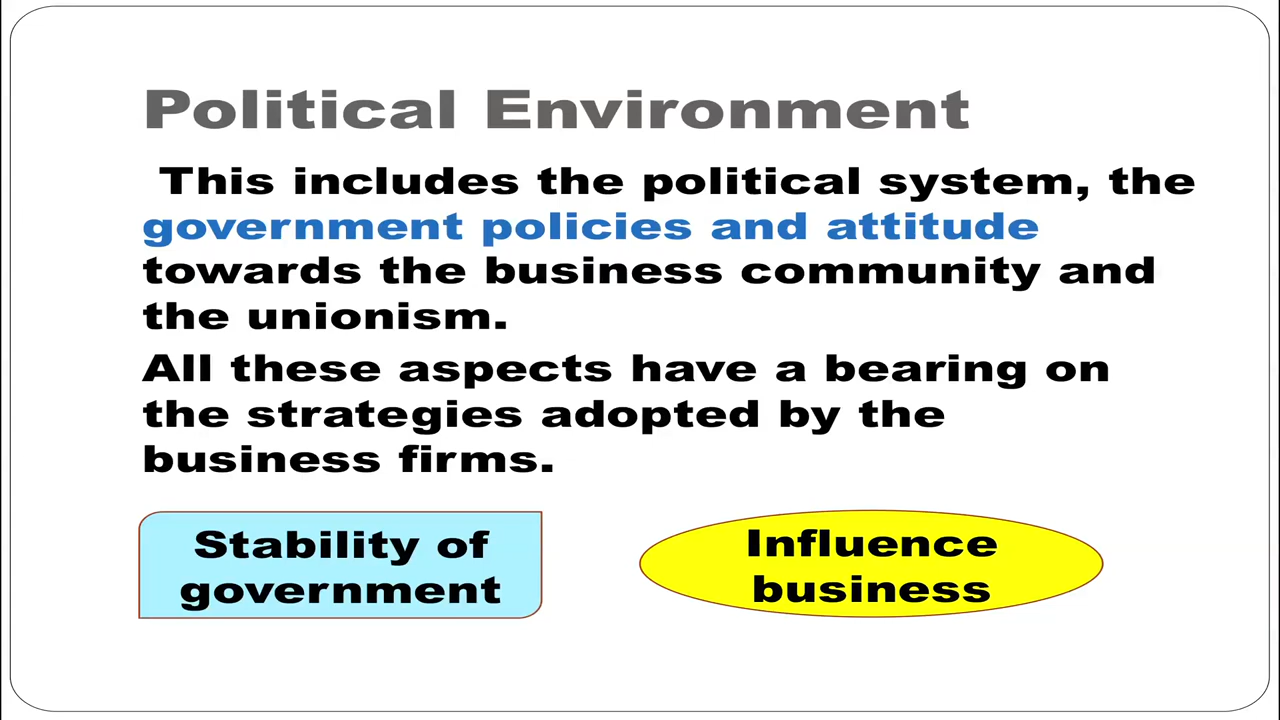 Political Environment
This includes the political system, the
government policies and attitude
towards the business community and
the unionism.
All these aspects have a bearing on
the strategies adopted by the
business firms.
Stability of
government
Influence
business